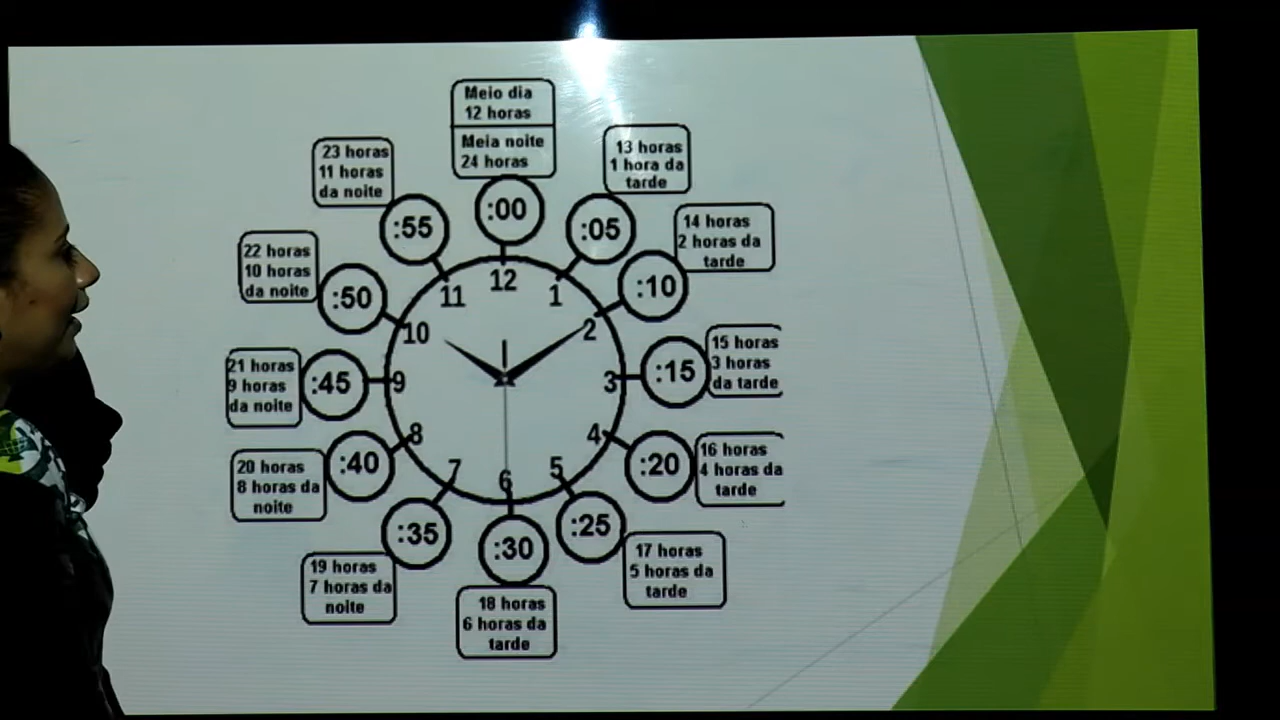 Meio dia
12 horas
Meia noite
24 horas
:00
13 horas
1 hora da
tarde
:05
14 horas
2 horas da
tarde
:10
15 horas
3 horas
da tarde
:15
16 horas
4 horas da
tarde
:20
17 horas
5 horas da
tarde
:25
18 horas
6 horas da
tarde
:30
19 horas
7 horas da
noite
:35
20 horas
8 horas da
noite
:40
21 horas
9 horas
da noite
:45
22 horas
10 horas
da noite
:50
23 horas
11 horas
da noite
:55
12
1
2
3
4
5
6
7
8
9
10
11